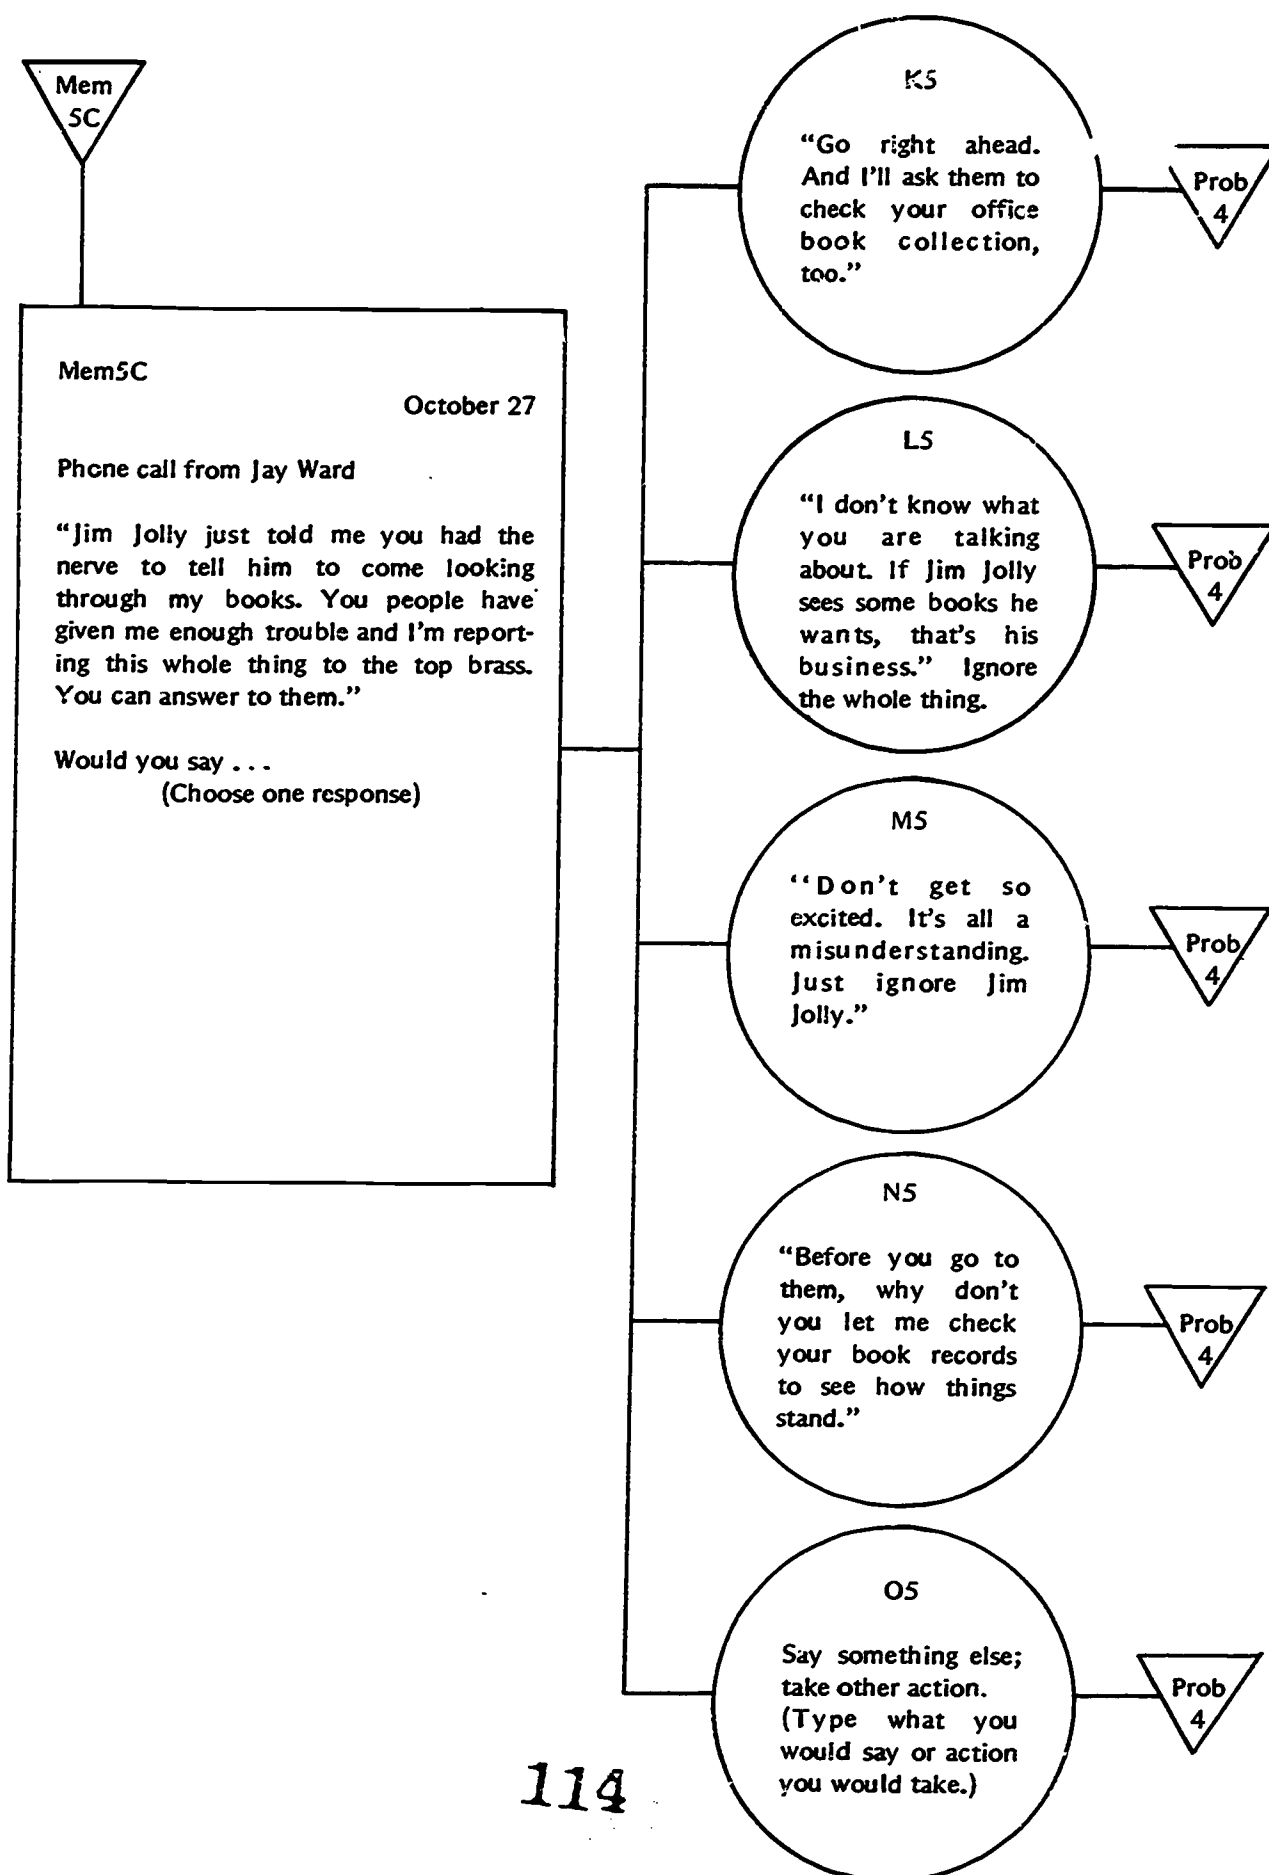 Mem
5C
Mem5C
October 27
Phone call from Jay Ward
“Jim Jolly just told me you had the
nerve to tell him to come looking
through my books. You people have
given me enough trouble and I'm report-
ing this whole thing to the top brass.
You can answer to them.”
Would you say ...
(Choose one response)
K5
“Go right ahead.
And I'll ask them to
check your office
book collection,
too.”
Prob
4
L5
“I don't know what
you are talking
about. If Jim Jolly
sees some books he
wants, that's his
business.” Ignore
the whole thing.
Prob
4
M5
“Don't get so
excited. It's all a
misunderstanding.
Just ignore Jim
Jolly.”
Prob
4
N5
“Before you go to
them, why don't
you let me check
your book records
to see how things
stand.”
Prob
4
O5
Say something else;
take other action.
(Type what you
would say or action
you would take.)
Prob
4
114